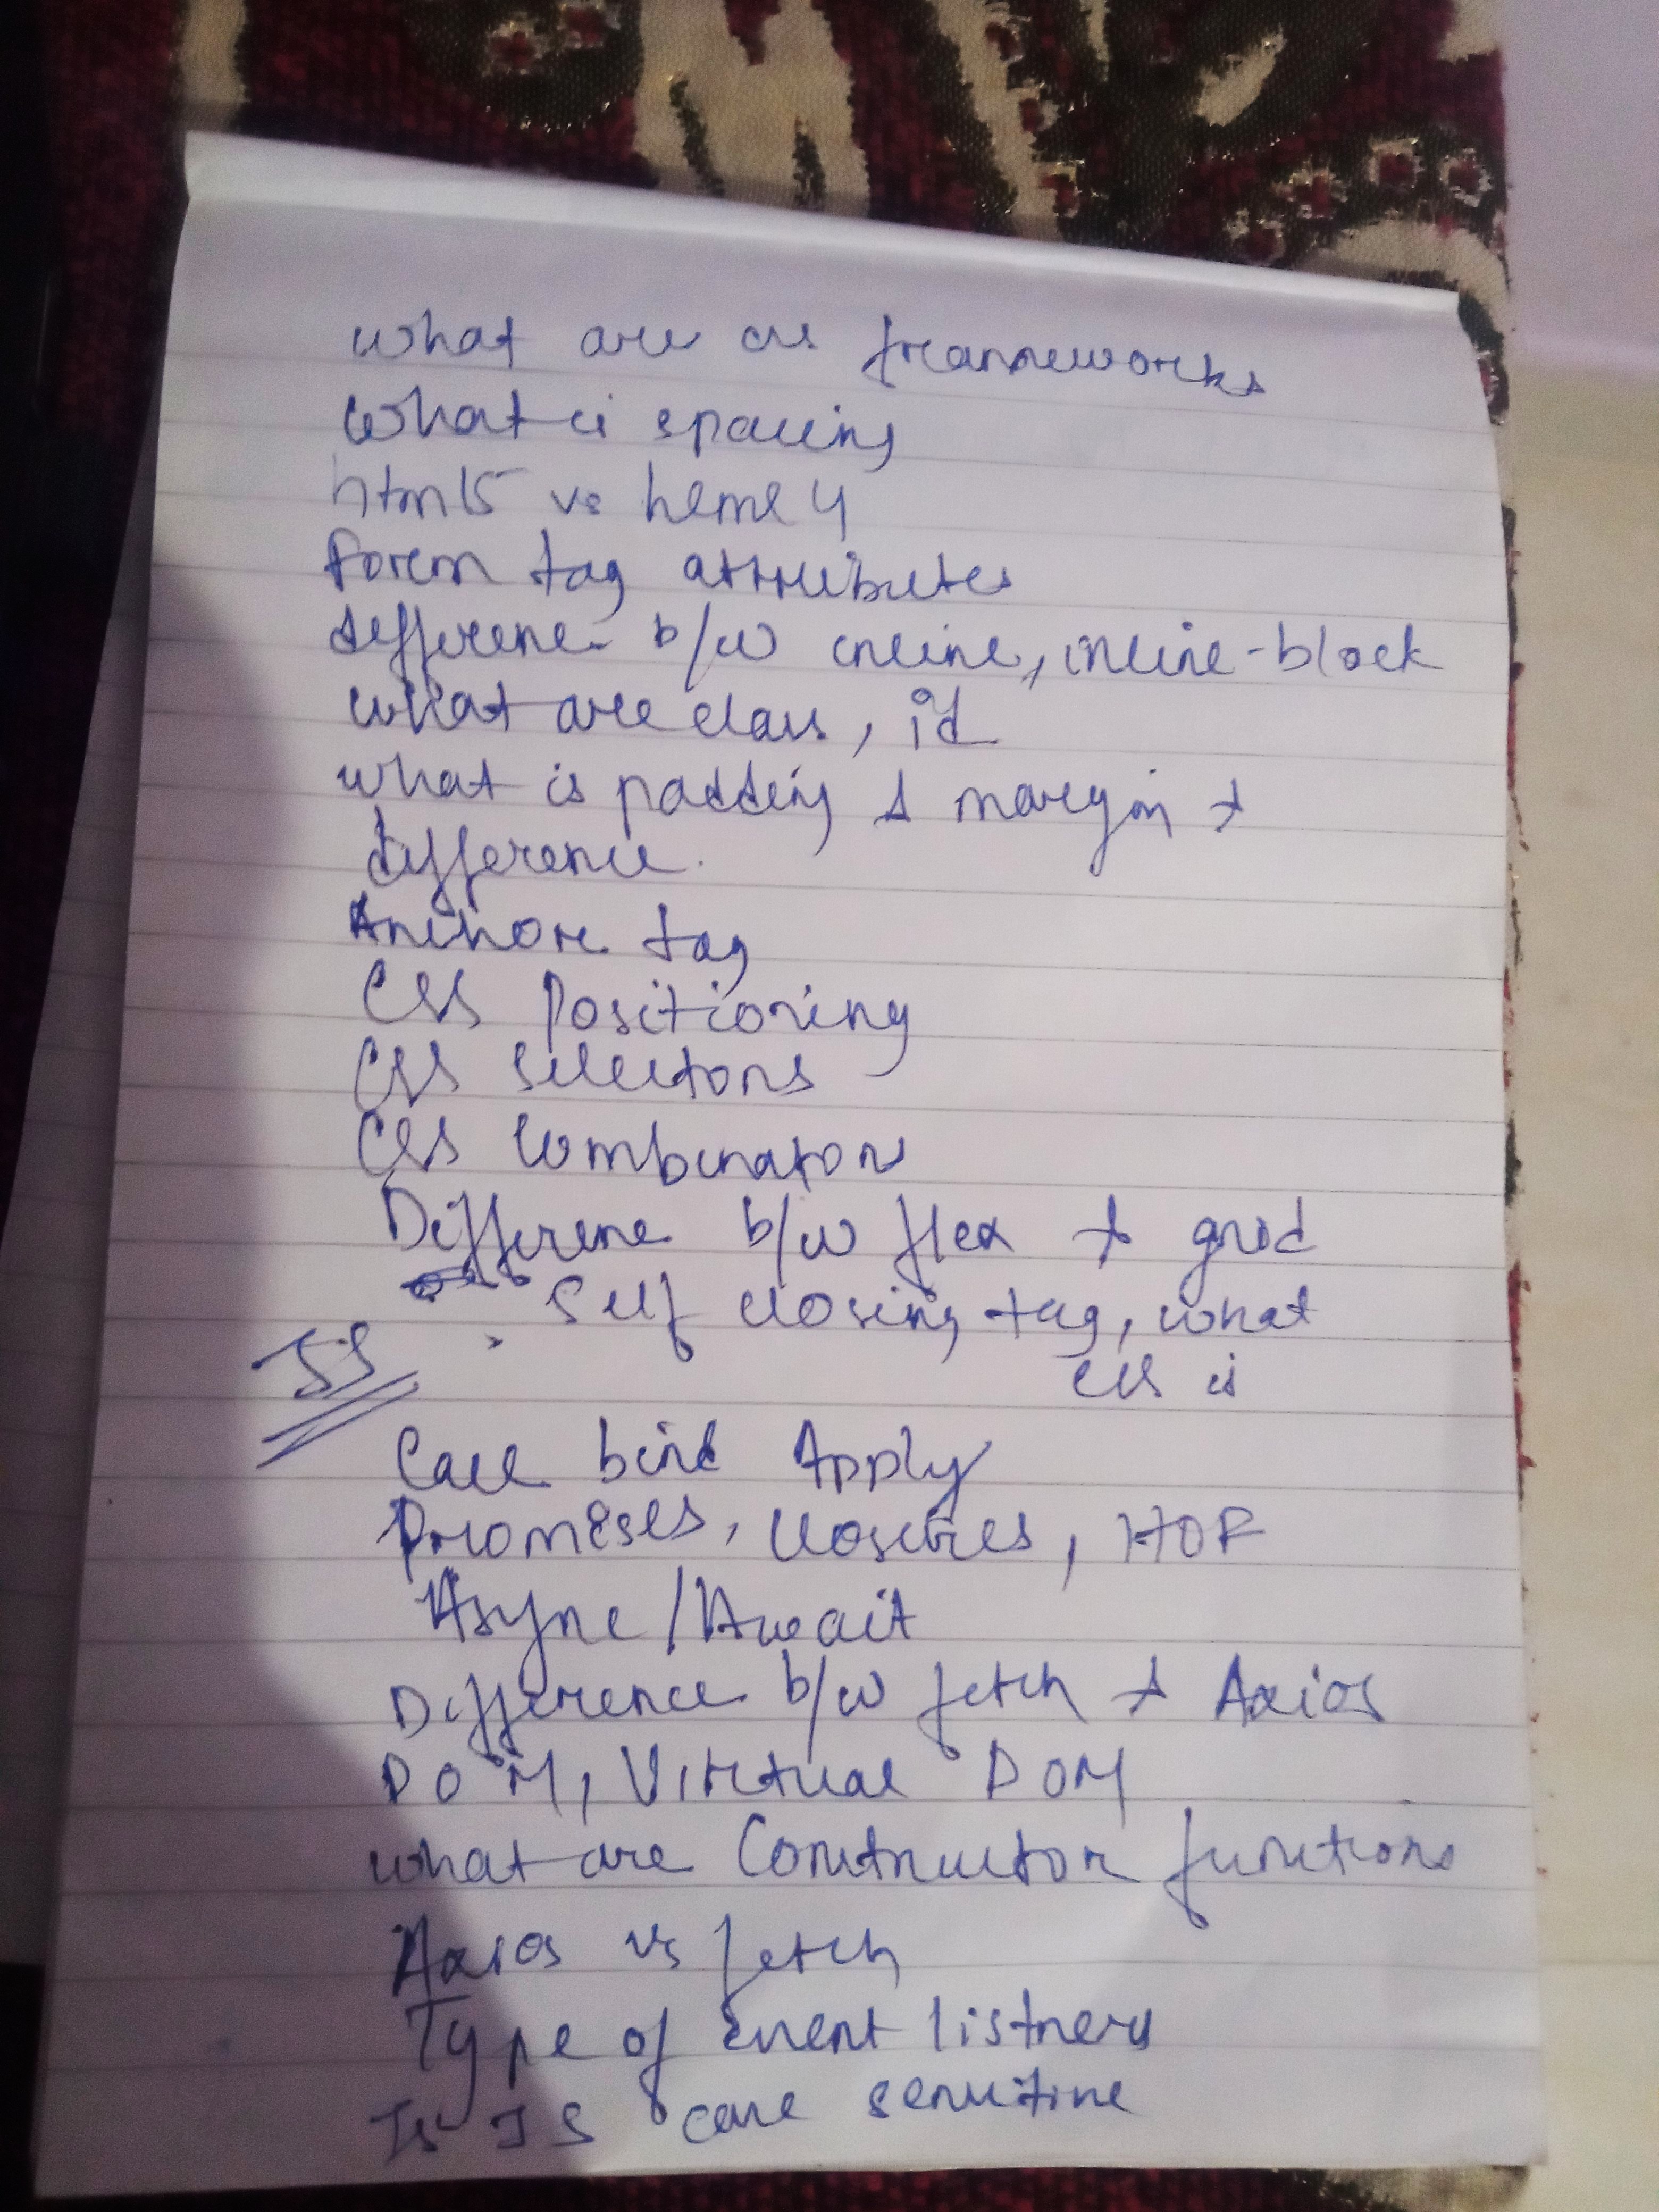 what are css frameworks
What is spacing
html5 vs html 4
form tag attributes
difference b/w inline, inline-block
what are class, id
what is padding & margin &
difference.
Anchor tag
CSS Positioning
CSS selectors
CSS Combinators
Difference b/w flex & grid
Self closing tag, what
css is
JS
Call bind Apply
Promises, Closures, HOF
Async/Await
Difference b/w fetch & Axios
DOM, Virtual DOM
what are Constructor functions
Axios vs fetch
Type of Event listners
Is JS case sensitive